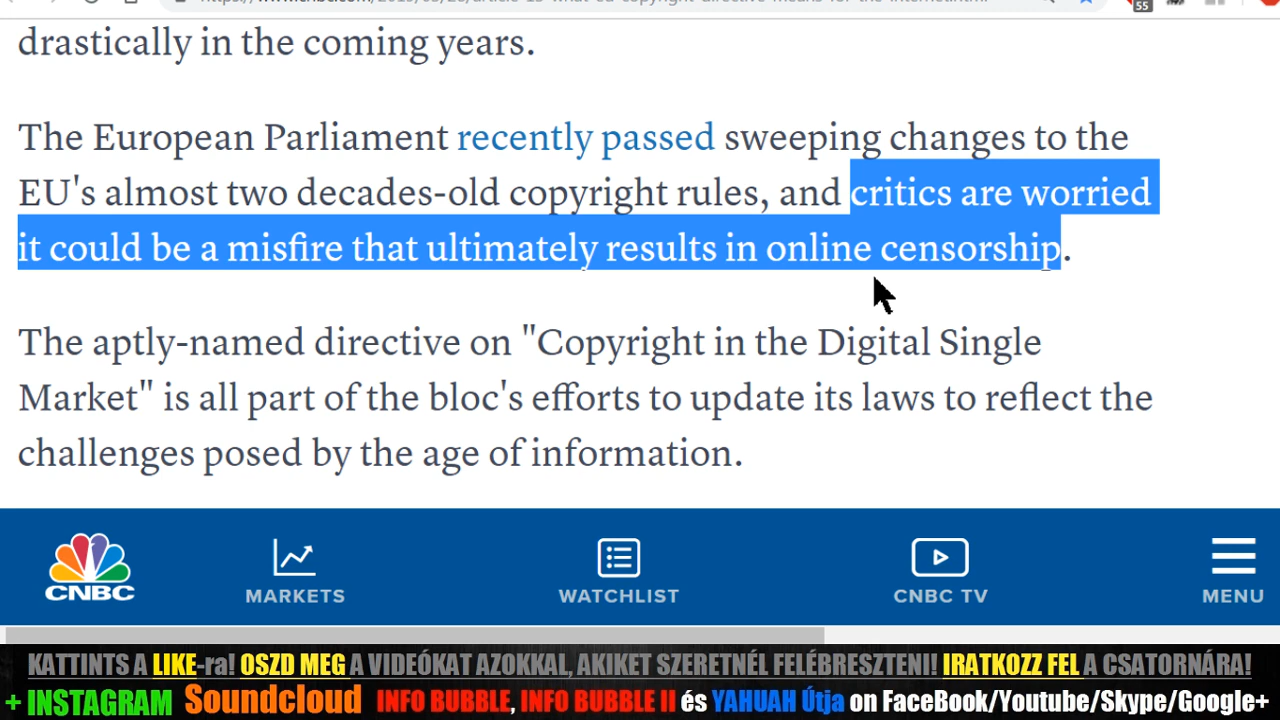 55
drastically in the coming years.
The European Parliament recently passed sweeping changes to the
EU's almost two decades-old copyright rules, and critics are worried
it could be a misfire that ultimately results in online censorship.
The aptly-named directive on "Copyright in the Digital Single
Market" is all part of the bloc's efforts to update its laws to reflect the
challenges posed by the age of information.
CNBC
MARKETS
WATCHLIST
CNBC TV
MENU
KATTINTS A LIKE-ra! OSZD MEG A VIDEÓKAT AZOKKAL, AKIKET SZERETNÉL FELÉBRESZTENI! IRATKOZZ FEL A CSATORNÁRA!
+ INSTAGRAM Soundcloud INFO BUBBLE, INFO BUBBLE II és YAHUAH Útja on FaceBook/Youtube/Skype/Google+